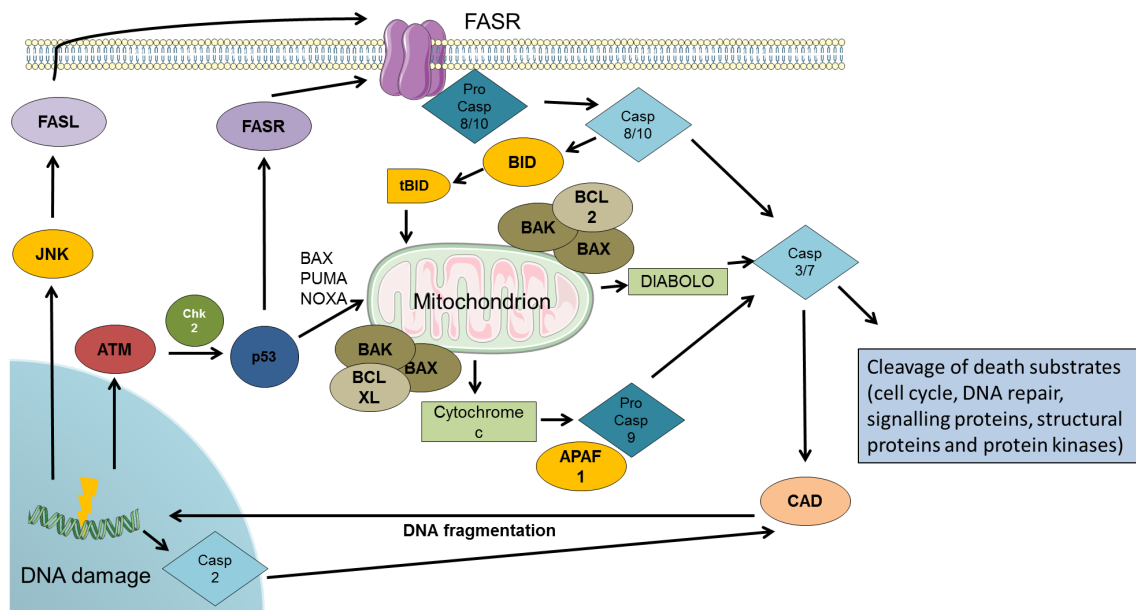 FASR
Pro
Casp
8/10
Casp
8/10
FASL
FASR
BID
tBID
BCL
2
BAK
BAX
JNK
BAX
PUMA
NOXA
Mitochondrion
DIABOLO
Casp
3/7
Chk
2
ATM
p53
BAK
BAX
BCL
XL
Cytochrome
c
Pro
Casp
9
APAF
1
Cleavage of death substrates
(cell cycle, DNA repair,
signalling proteins, structural
proteins and protein kinases)
CAD
DNA fragmentation
DNA damage
Casp
2